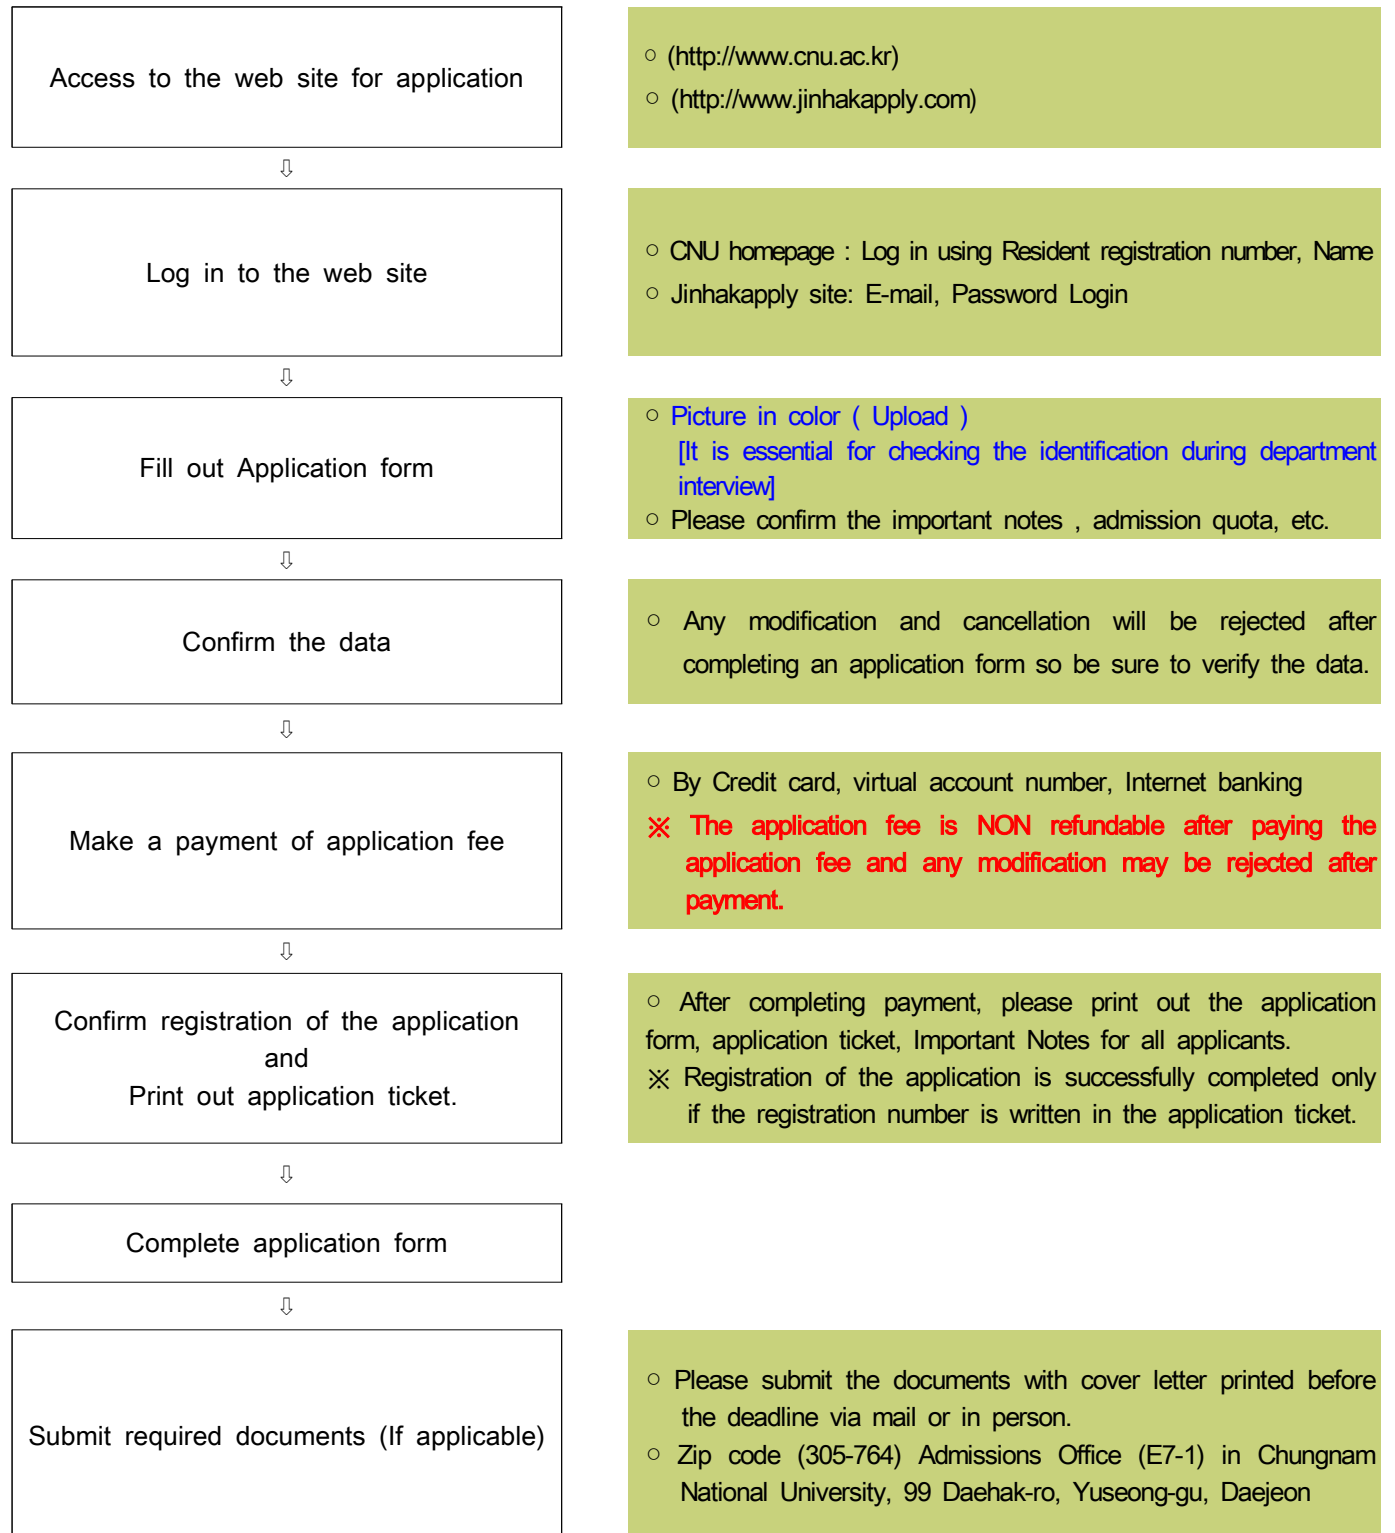 Access to the web site for application
○ (http://www.cnu.ac.kr)
○ (http://www.jinhakapply.com)
⇩
Log in to the web site
○ CNU homepage : Log in using Resident registration number, Name
○ Jinhakapply site: E-mail, Password Login
⇩
Fill out Application form
○ Picture in color ( Upload )
[It is essential for checking the identification during department
interview]
○ Please confirm the important notes , admission quota, etc.
⇩
Confirm the data
○ Any modification and cancellation will be rejected after
completing an application form so be sure to verify the data.
⇩
Make a payment of application fee
○ By Credit card, virtual account number, Internet banking
※ The application fee is NON refundable after paying the
application fee and any modification may be rejected after
payment.
⇩
Confirm registration of the application
and
Print out application ticket.
○ After completing payment, please print out the application
form, application ticket, Important Notes for all applicants.
※ Registration of the application is successfully completed only
if the registration number is written in the application ticket.
⇩
Complete application form
⇩
Submit required documents (If applicable)
○ Please submit the documents with cover letter printed before
the deadline via mail or in person.
○ Zip code (305-764) Admissions Office (E7-1) in Chungnam
National University, 99 Daehak-ro, Yuseong-gu, Daejeon